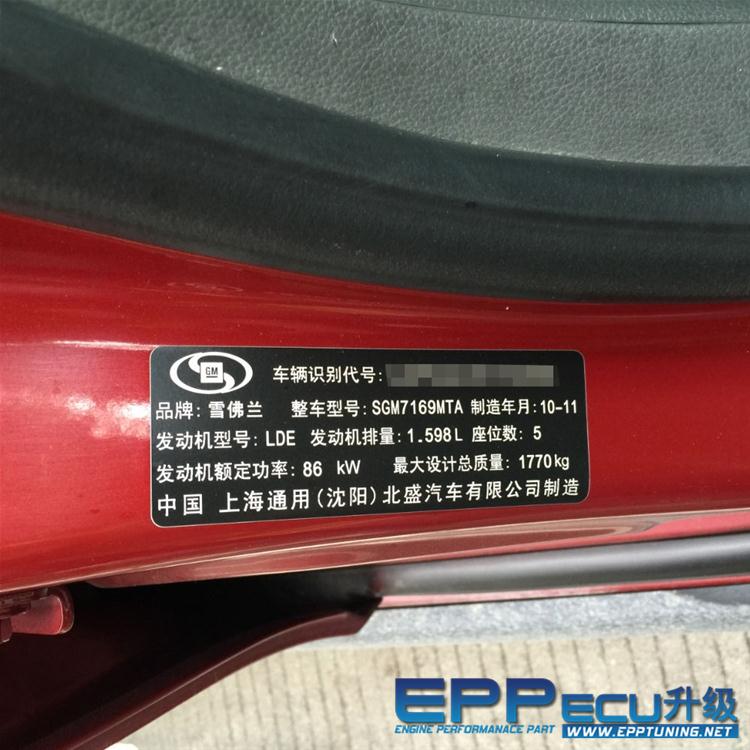 GM
车辆识别代号:
品牌: 雪佛兰 整车型号: SGM7169MTA 制造年月: 10-11
发动机型号: LDE 发动机排量: 1.598L 座位数: 5
发动机额定功率: 86 kW 最大设计总质量: 1770kg
中国 上海通用(沈阳)北盛汽车有限公司制造
EPP ECU升级
ENGINE PERFORMANACE PART WWW.EPPTUNING.NET